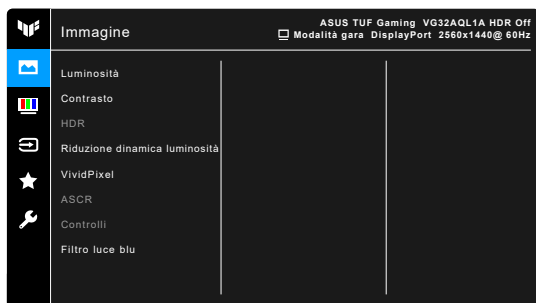 Immagine
ASUS TUF Gaming VG32AQL1A HDR Off
Modalità gara DisplayPort 2560x1440@ 60Hz
Luminosità
Contrasto
HDR
Riduzione dinamica luminosità
VividPixel
ASCR
Controlli
Filtro luce blu